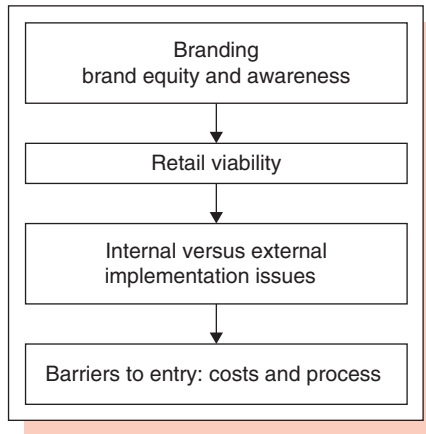 Branding
brand equity and awareness
Retail viability
Internal versus external
implementation issues
Barriers to entry: costs and process